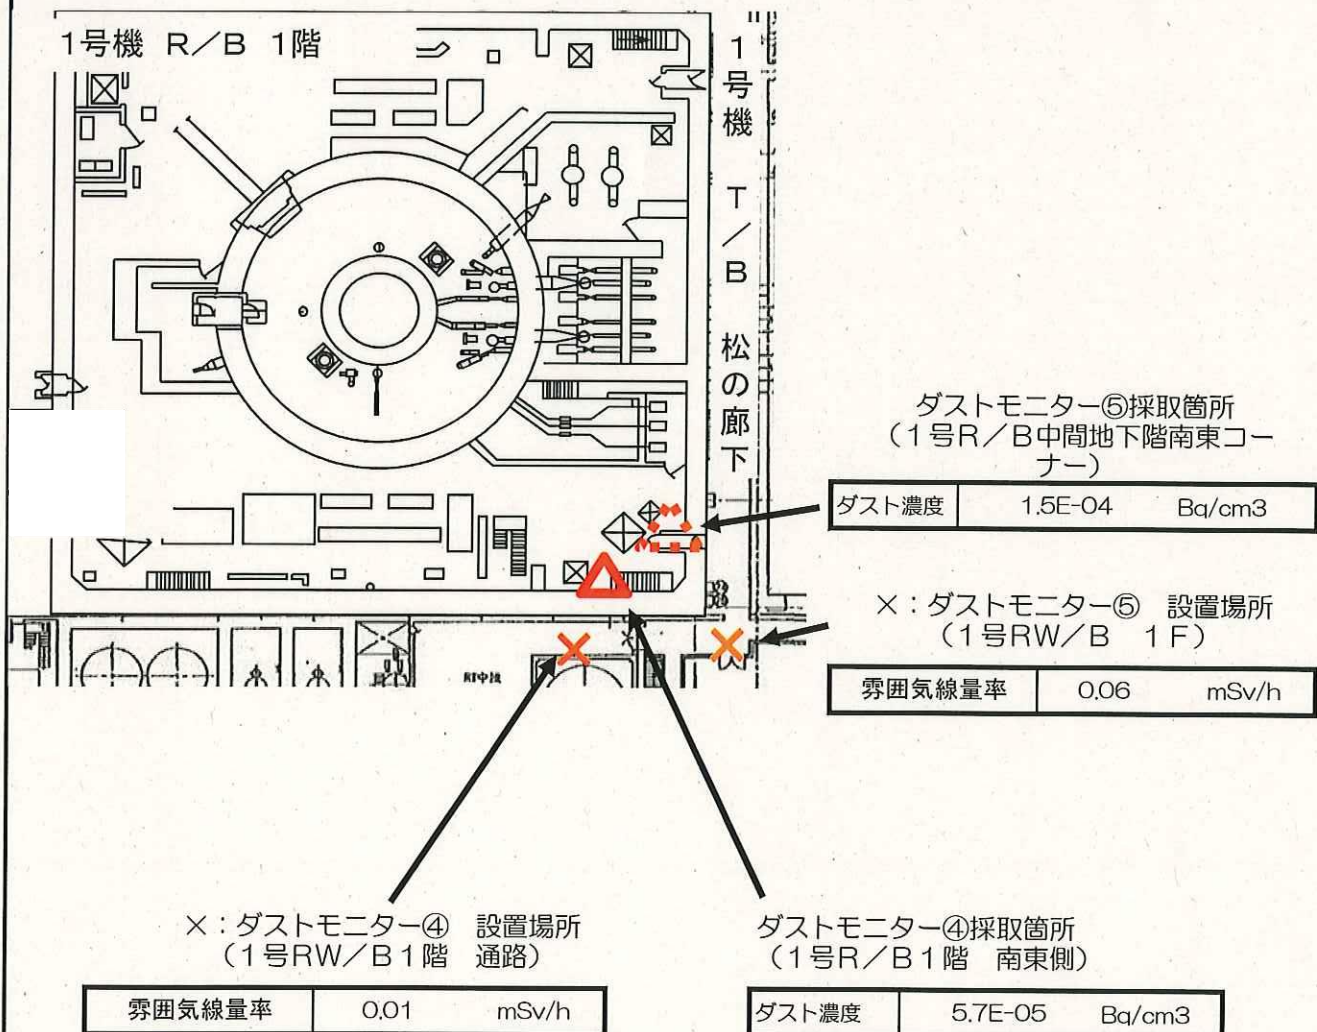 1号機 R/B 1階
1号機 T/B 松の廊下
ダストモニター⑤採取箇所
(1号R/B中間地下階南東コー
ナー)
ダスト濃度 1.5E-04 Bq/cm3
×:ダストモニター⑤ 設置場所
(1号RW/B 1F)
雰囲気線量率 0.06 mSv/h
×:ダストモニター④ 設置場所
(1号RW/B1階 通路)
雰囲気線量率 0.01 mSv/h
ダストモニター④採取箇所
(1号R/B1階 南東側)
ダスト濃度 5.7E-05 Bq/cm3